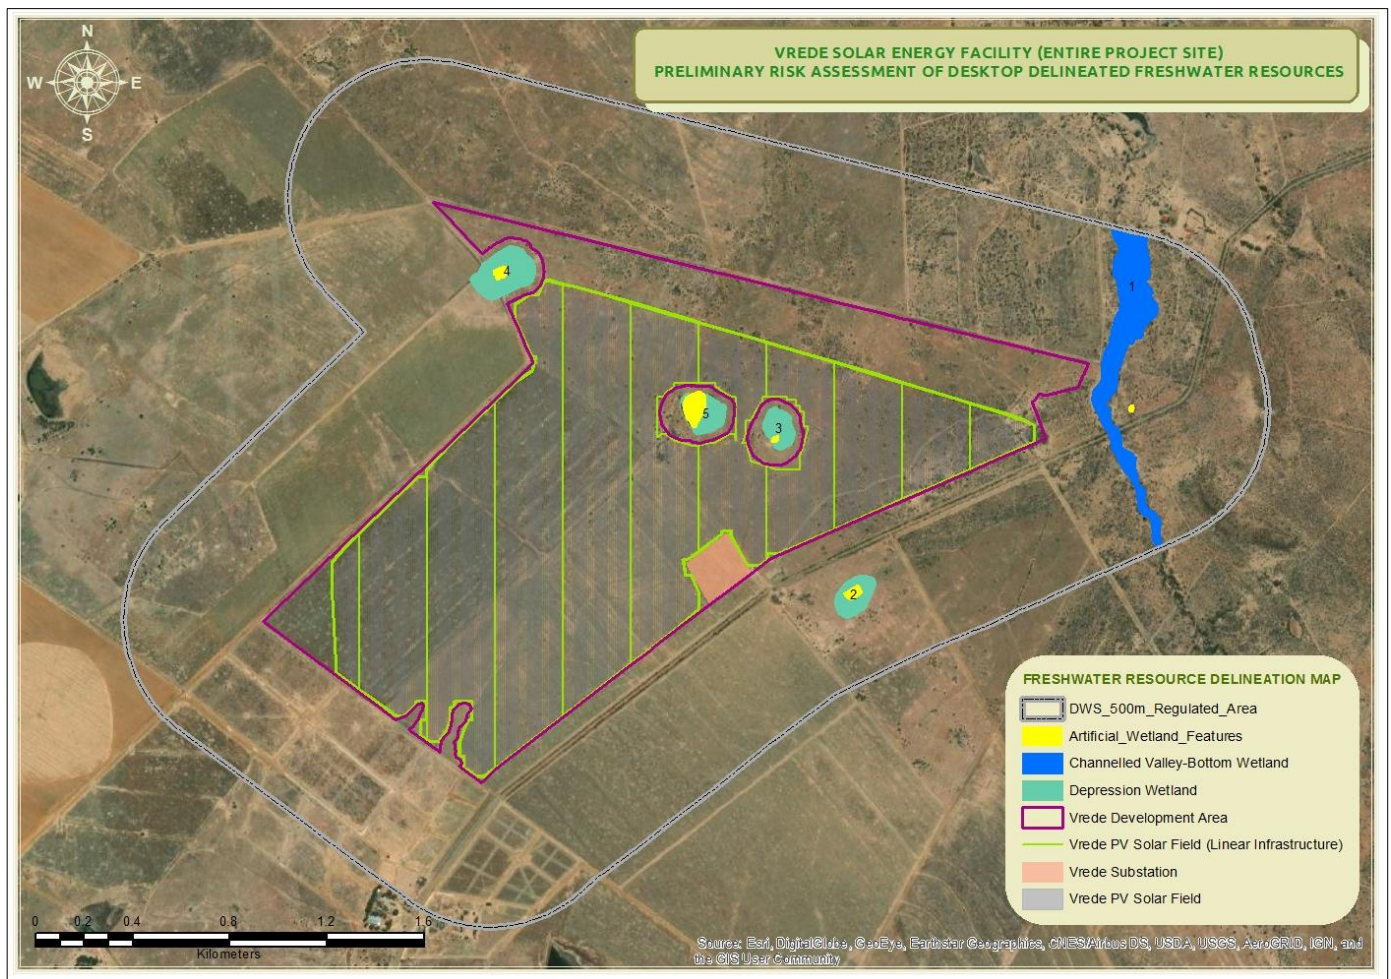 N
W
E
S
VREDE SOLAR ENERGY FACILITY (ENTIRE PROJECT SITE)
PRELIMINARY RISK ASSESSMENT OF DESKTOP DELINEATED FRESHWATER RESOURCES
4
1
5
3
2
FRESHWATER RESOURCE DELINEATION MAP
DWS_500m_Regulated_Area
Artificial_Wetland_Features
Channelled Valley-Bottom Wetland
Depression Wetland
Vrede Development Area
Vrede PV Solar Field (Linear Infrastructure)
Vrede Substation
Vrede PV Solar Field
0 0.2 0.4 0.8 1.2 1.6
Kilometers
Source: Esri, DigitalGlobe, GeoEye, Earthstar Geographics, CNES/Airbus DS, USDA, USGS, AeroGRID, IGN, and
the GIS User Community